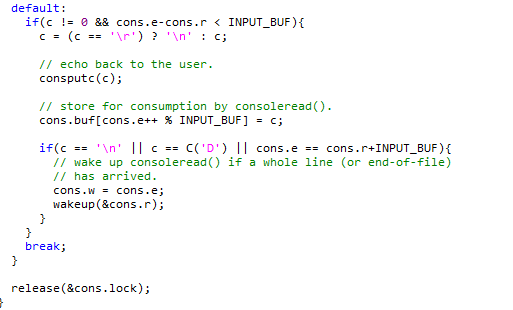 default:
if(c != 0 && cons.e-cons.r < INPUT_BUF){
c = (c == '\r') ? '\n' : c;
// echo back to the user.
consputc(c);
// store for consumption by consoleread().
cons.buf[cons.e++ % INPUT_BUF] = c;
if(c == '\n' || c == C('D') || cons.e == cons.r+INPUT_BUF){
// wake up consoleread() if a whole line (or end-of-file)
// has arrived.
cons.w = cons.e;
wakeup(&cons.r);
}
}
break;
}
release(&cons.lock);
}